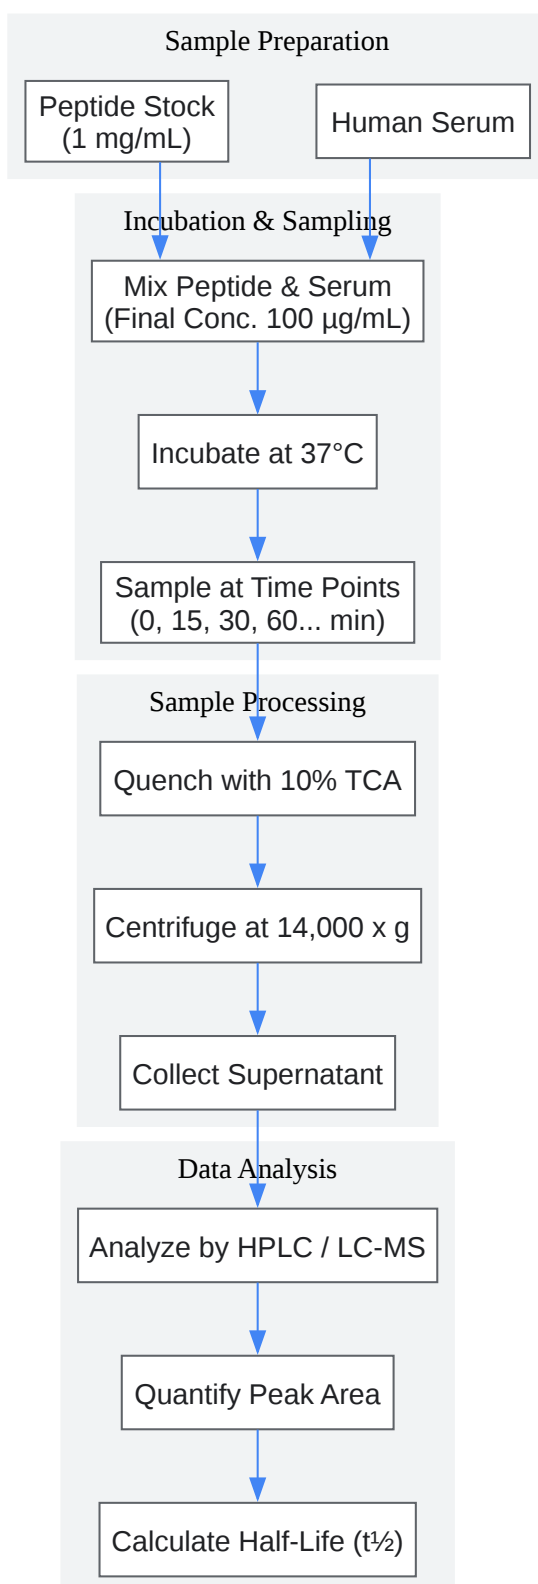 Sample Preparation
Peptide Stock
(1 mg/mL)
Human Serum
Incubation & Sampling
Mix Peptide & Serum
(Final Conc. 100 µg/mL)
Incubate at 37°C
Sample at Time Points
(0, 15, 30, 60... min)
Sample Processing
Quench with 10% TCA
Centrifuge at 14,000 x g
Collect Supernatant
Data Analysis
Analyze by HPLC / LC-MS
Quantify Peak Area
Calculate Half-Life (t½)